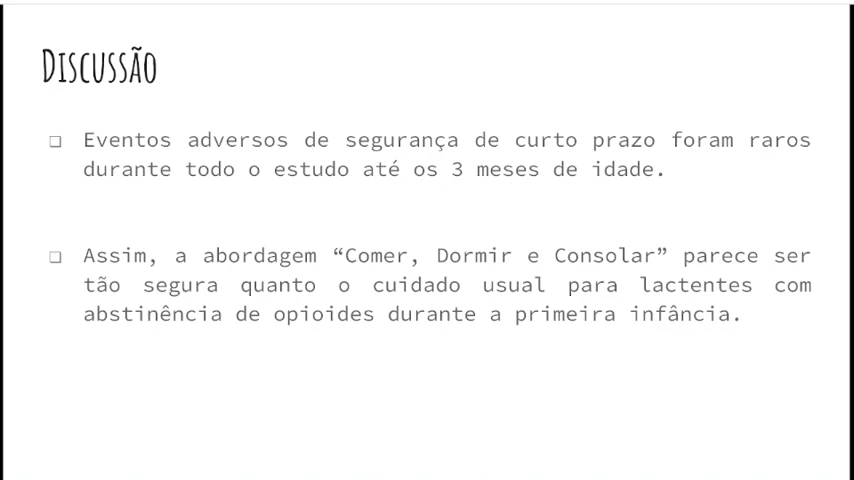 Discussão
❏ Eventos adversos de segurança de curto prazo foram raros
durante todo o estudo até os 3 meses de idade.
❏ Assim, a abordagem “Comer, Dormir e Consolar” parece ser
tão segura quanto o cuidado usual para lactentes com
abstinência de opioides durante a primeira infância.